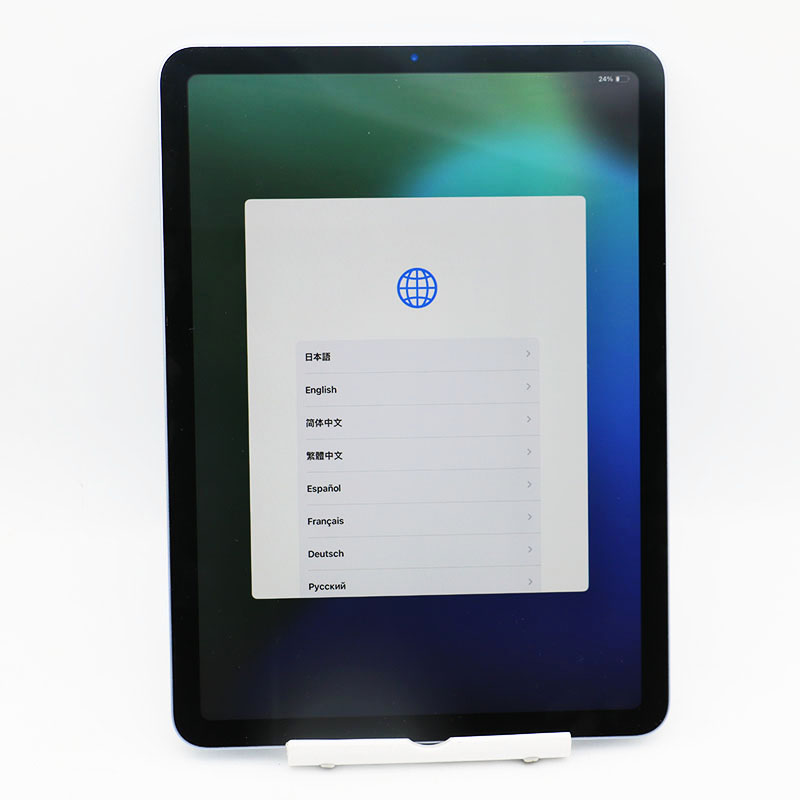 24%
日本語
English
简体中文
繁體中文
Español
Français
Deutsch
Русский